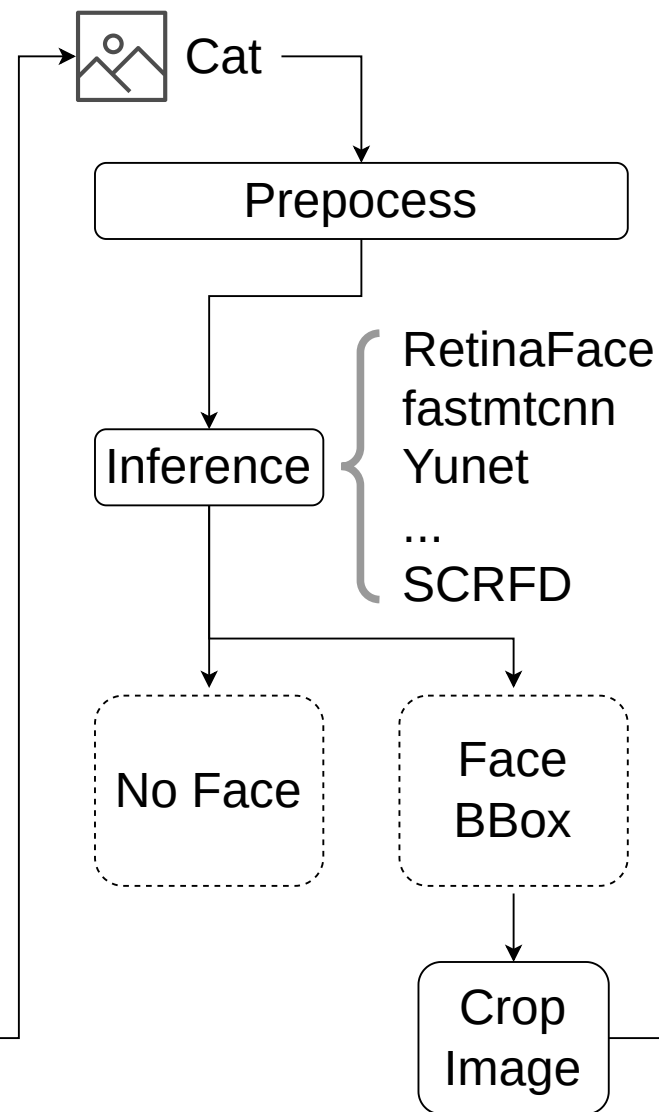 Cat
Prepocess
RetinaFace
fastmtcnn
Inference
Yunet
...
SCRFD
No Face
Face
BBox
Crop
Image